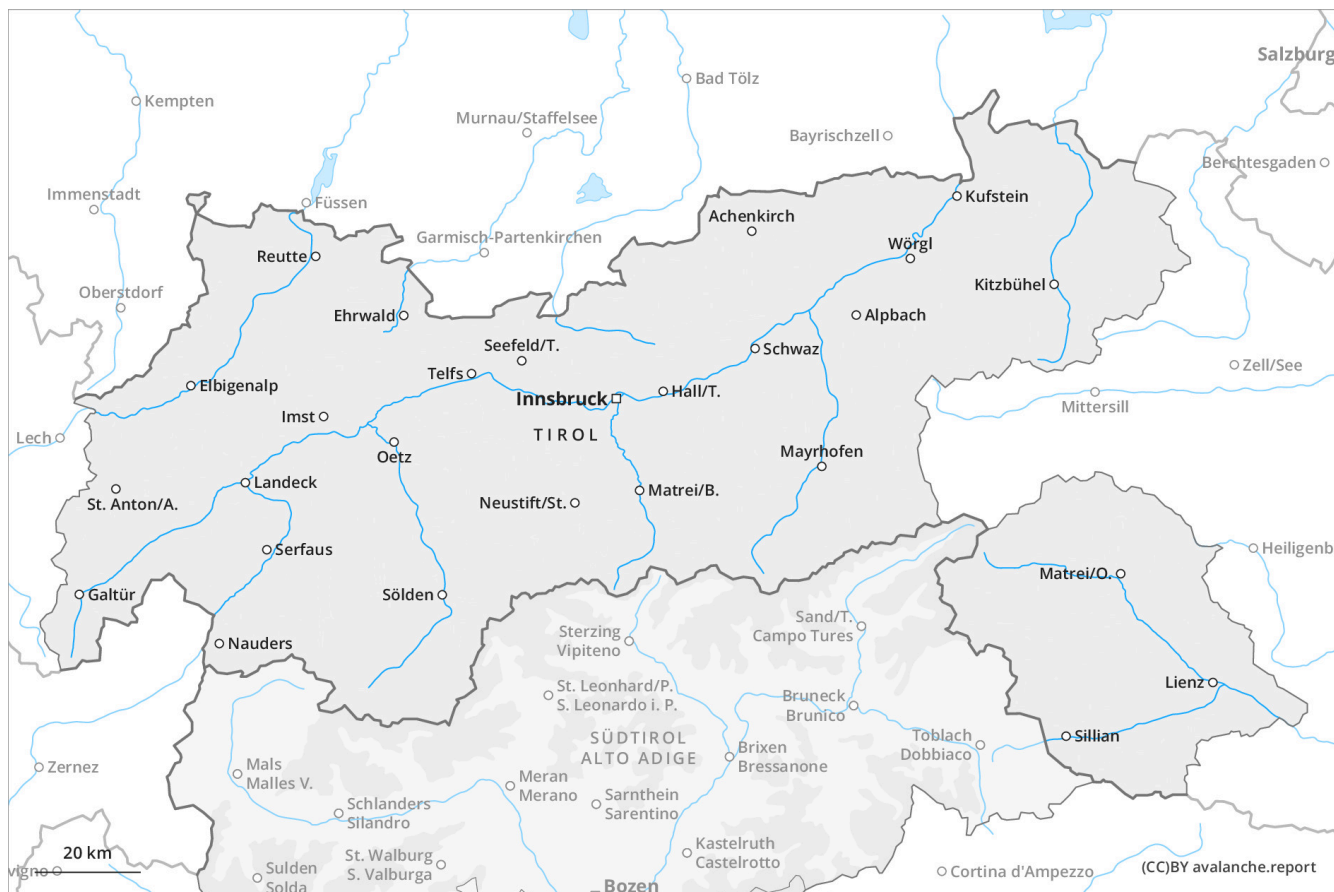 Salzburg
Bad Tölz
Kempten
Murnau/Staffelsee
Bayrischzell
Berchtesgaden
Immenstadt
Füssen
Kufstein
Achenkirch
Garmisch-Partenkirchen
Wörgl
Reutte
Kitzbühel
Oberstdorf
Ehrwald
Alpbach
Seefeld/T.
Schwaz
Zell/See
Telfs
Elbigenalp
Hall/T.
Innsbruck
Mittersill
Imst
TIROL
Lech
Oetz
Mayrhofen
Landeck
Matrei/B.
St. Anton/A.
Neustift/St.
Serfaus
Heiligenb
Matrei/O.
Galtür
Sölden
Sand/T.
Campo Tures
Sterzing
Vipiteno
Nauders
Lienz
St. Leonhard/P.
S. Leonardo i. P.
Bruneck
Brunico
SÜDTIROL
ALTO ADIGE
Toblach
Dobbiaco
Sillian
Brixen
Bressanone
Zernez
Mals
Malles V.
Meran
Merano
Sarnthein
Sarentino
Schlanders
Silandro
Kastelruth
Castelrotto
20 km
St. Walburg
S. Valburga
vigno
Sulden
Solda
Cortina d'Ampezzo
(CC)BY avalanche.report
Bozen